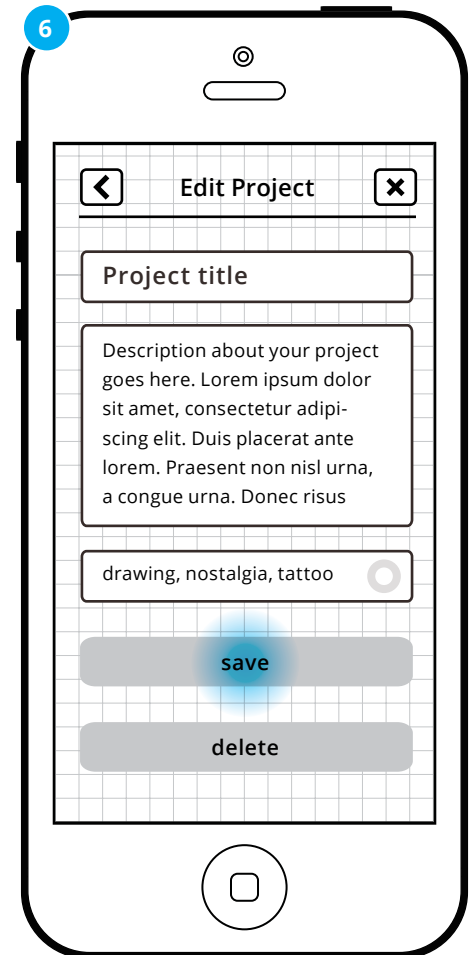 6
Edit Project
Project title
Description about your project
goes here. Lorem ipsum dolor
sit amet, consectetur adipi-
scing elit. Duis placerat ante
lorem. Praesent non nisl urna,
a congue urna. Donec risus
drawing, nostalgia, tattoo
save
delete